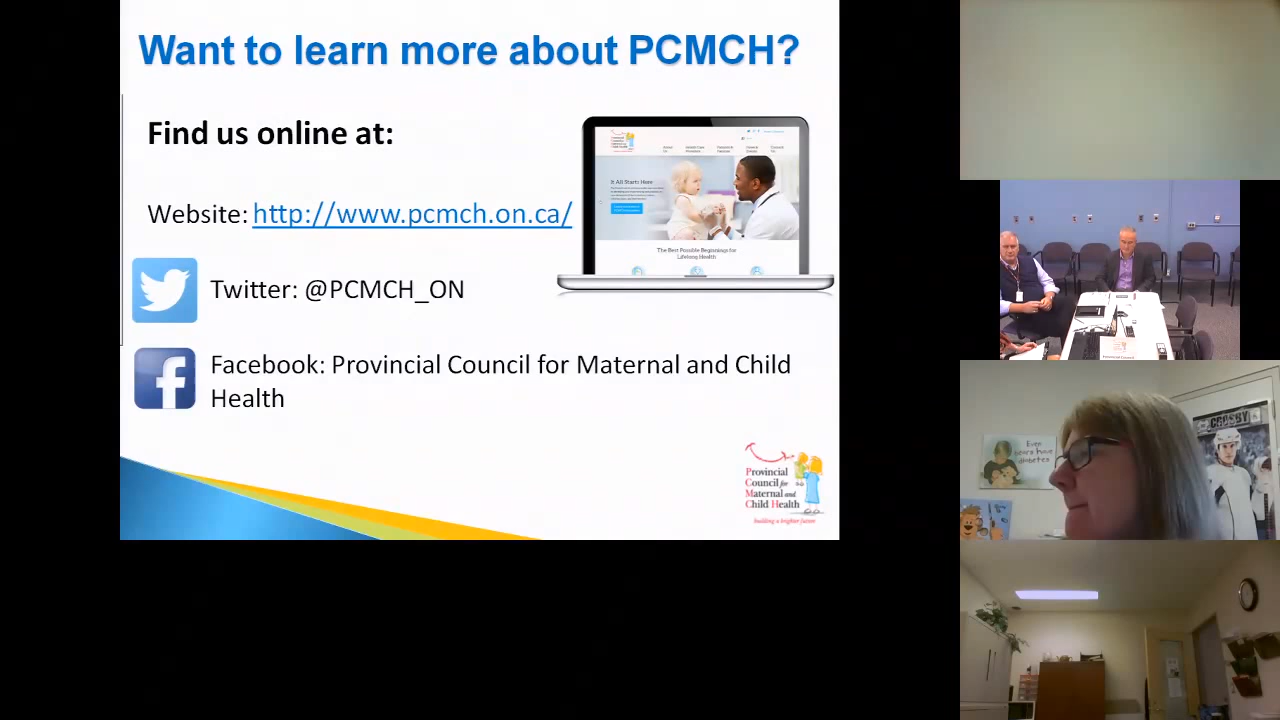 Want to learn more about PCMCH?
Find us online at:
Website: http://www.pcmch.on.ca/
Twitter: @PCMCH_ON
Facebook: Provincial Council for Maternal and Child
Health
It All Starts Here
The Best Possible Beginnings for
Lifelong Health
Provincial
Council for
Maternal and
Child Health
building a brighter future
CROSBY
Even
bears have
diabetes